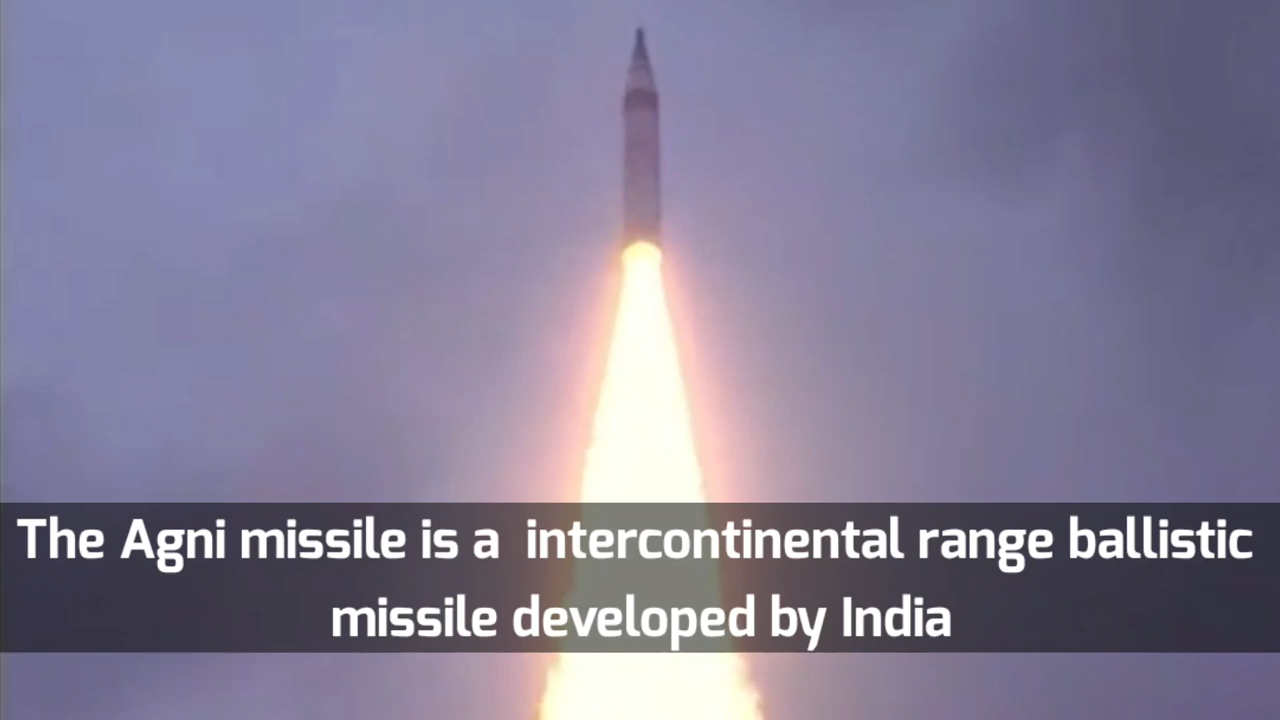 The Agni missile is a  intercontinental range ballistic
missile developed by India